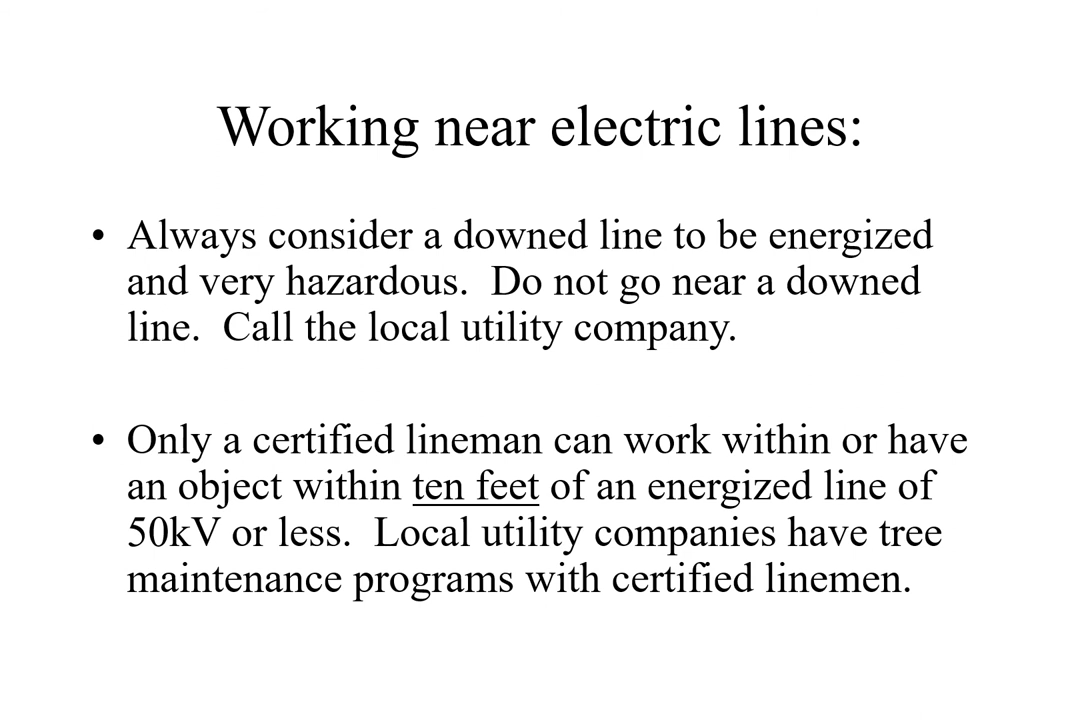 Working near electric lines:
• Always consider a downed line to be energized
and very hazardous.  Do not go near a downed
line.  Call the local utility company.
• Only a certified lineman can work within or have
an object within ten feet of an energized line of
50kV or less.  Local utility companies have tree
maintenance programs with certified linemen.